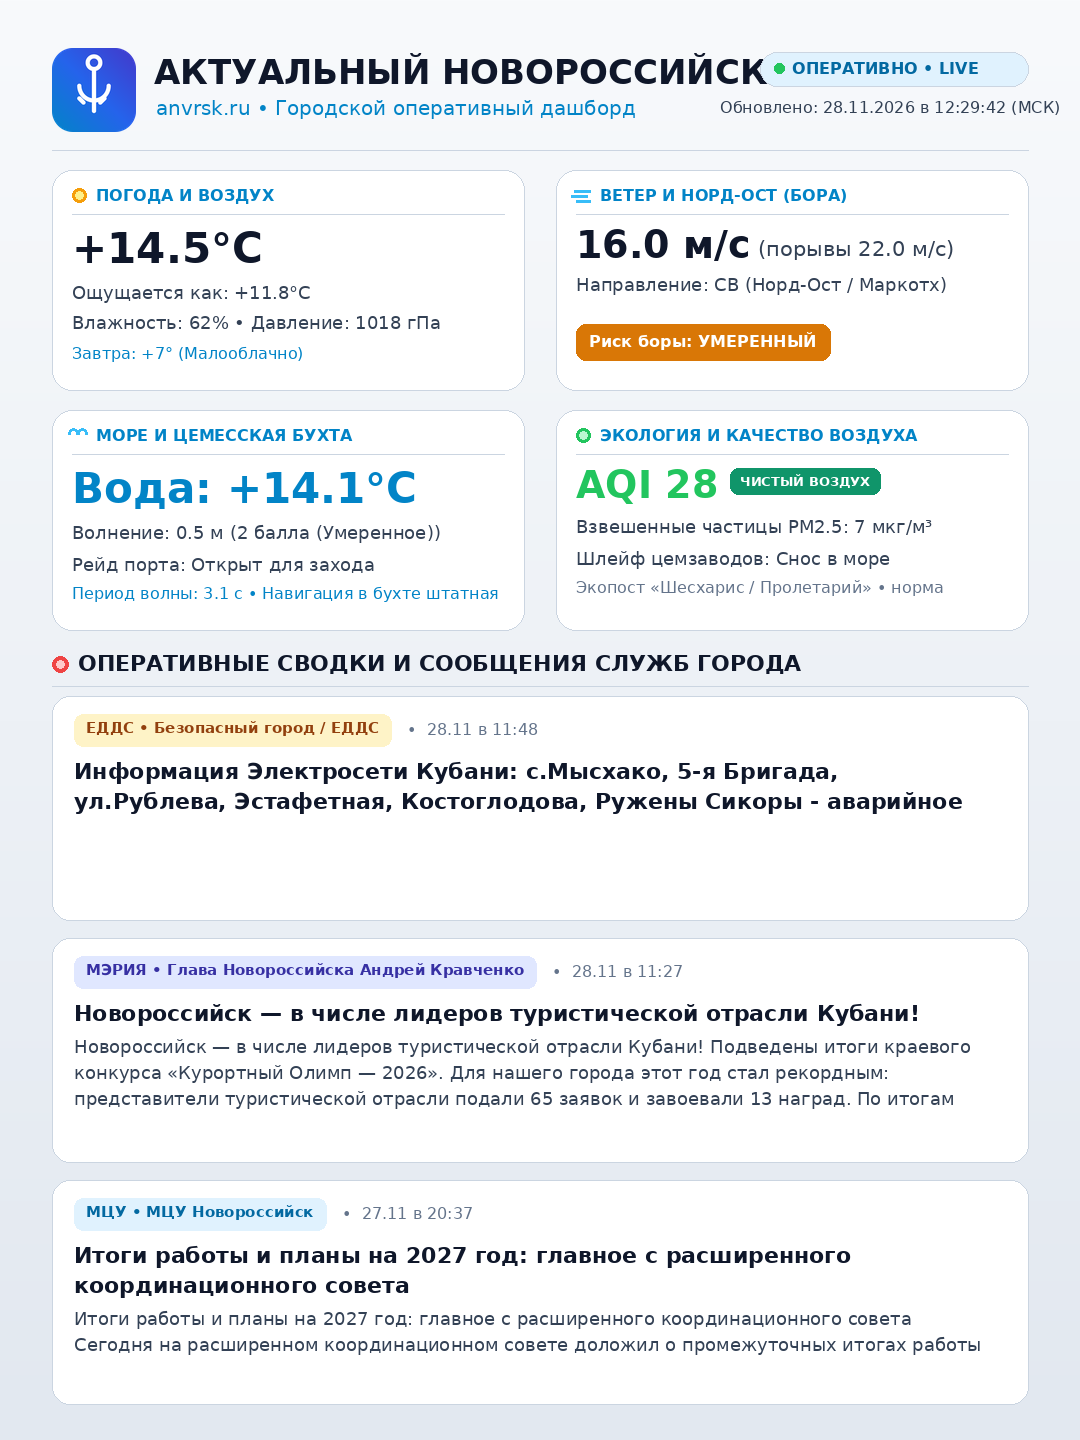 АКТУАЛЬНЫЙ НОВОРОССИЙСК
ОПЕРАТИВНО • LIVE
anvrsk.ru • Городской оперативный дашборд
Обновлено: 28.11.2026 в 12:29:42 (МСК)
ПОГОДА И ВОЗДУХ
+14.5°C
Ощущается как: +11.8°C
Влажность: 62% • Давление: 1018 гПа
Завтра: +7° (Малооблачно)
ВЕТЕР И НОРД-ОСТ (БОРА)
16.0 м/с (порывы 22.0 м/с)
Направление: СВ (Норд-Ост / Маркотх)
Риск боры: УМЕРЕННЫЙ
МОРЕ И ЦЕМЕССКАЯ БУХТА
Вода: +14.1°C
Волнение: 0.5 м (2 балла (Умеренное))
Рейд порта: Открыт для захода
Период волны: 3.1 с • Навигация в бухте штатная
ЭКОЛОГИЯ И КАЧЕСТВО ВОЗДУХА
AQI 28 ЧИСТЫЙ ВОЗДУХ
Взвешенные частицы PM2.5: 7 мкг/м³
Шлейф цемзаводов: Снос в море
Экопост «Шесхарис / Пролетарий» • норма
ОПЕРАТИВНЫЕ СВОДКИ И СООБЩЕНИЯ СЛУЖБ ГОРОДА
ЕДДС • Безопасный город / ЕДДС • 28.11 в 11:48
Информация Электросети Кубани: с.Мысхако, 5-я Бригада,
ул.Рублева, Эстафетная, Костоглодова, Ружены Сикоры - аварийное
МЭРИЯ • Глава Новороссийска Андрей Кравченко • 28.11 в 11:27
Новороссийск — в числе лидеров туристической отрасли Кубани!
Новороссийск — в числе лидеров туристической отрасли Кубани! Подведены итоги краевого
конкурса «Курортный Олимп — 2026». Для нашего города этот год стал рекордным:
представители туристической отрасли подали 65 заявок и завоевали 13 наград. По итогам
МЦУ • МЦУ Новороссийск • 27.11 в 20:37
Итоги работы и планы на 2027 год: главное с расширенного
координационного совета
Итоги работы и планы на 2027 год: главное с расширенного координационного совета
Сегодня на расширенном координационном совете доложил о промежуточных итогах работы